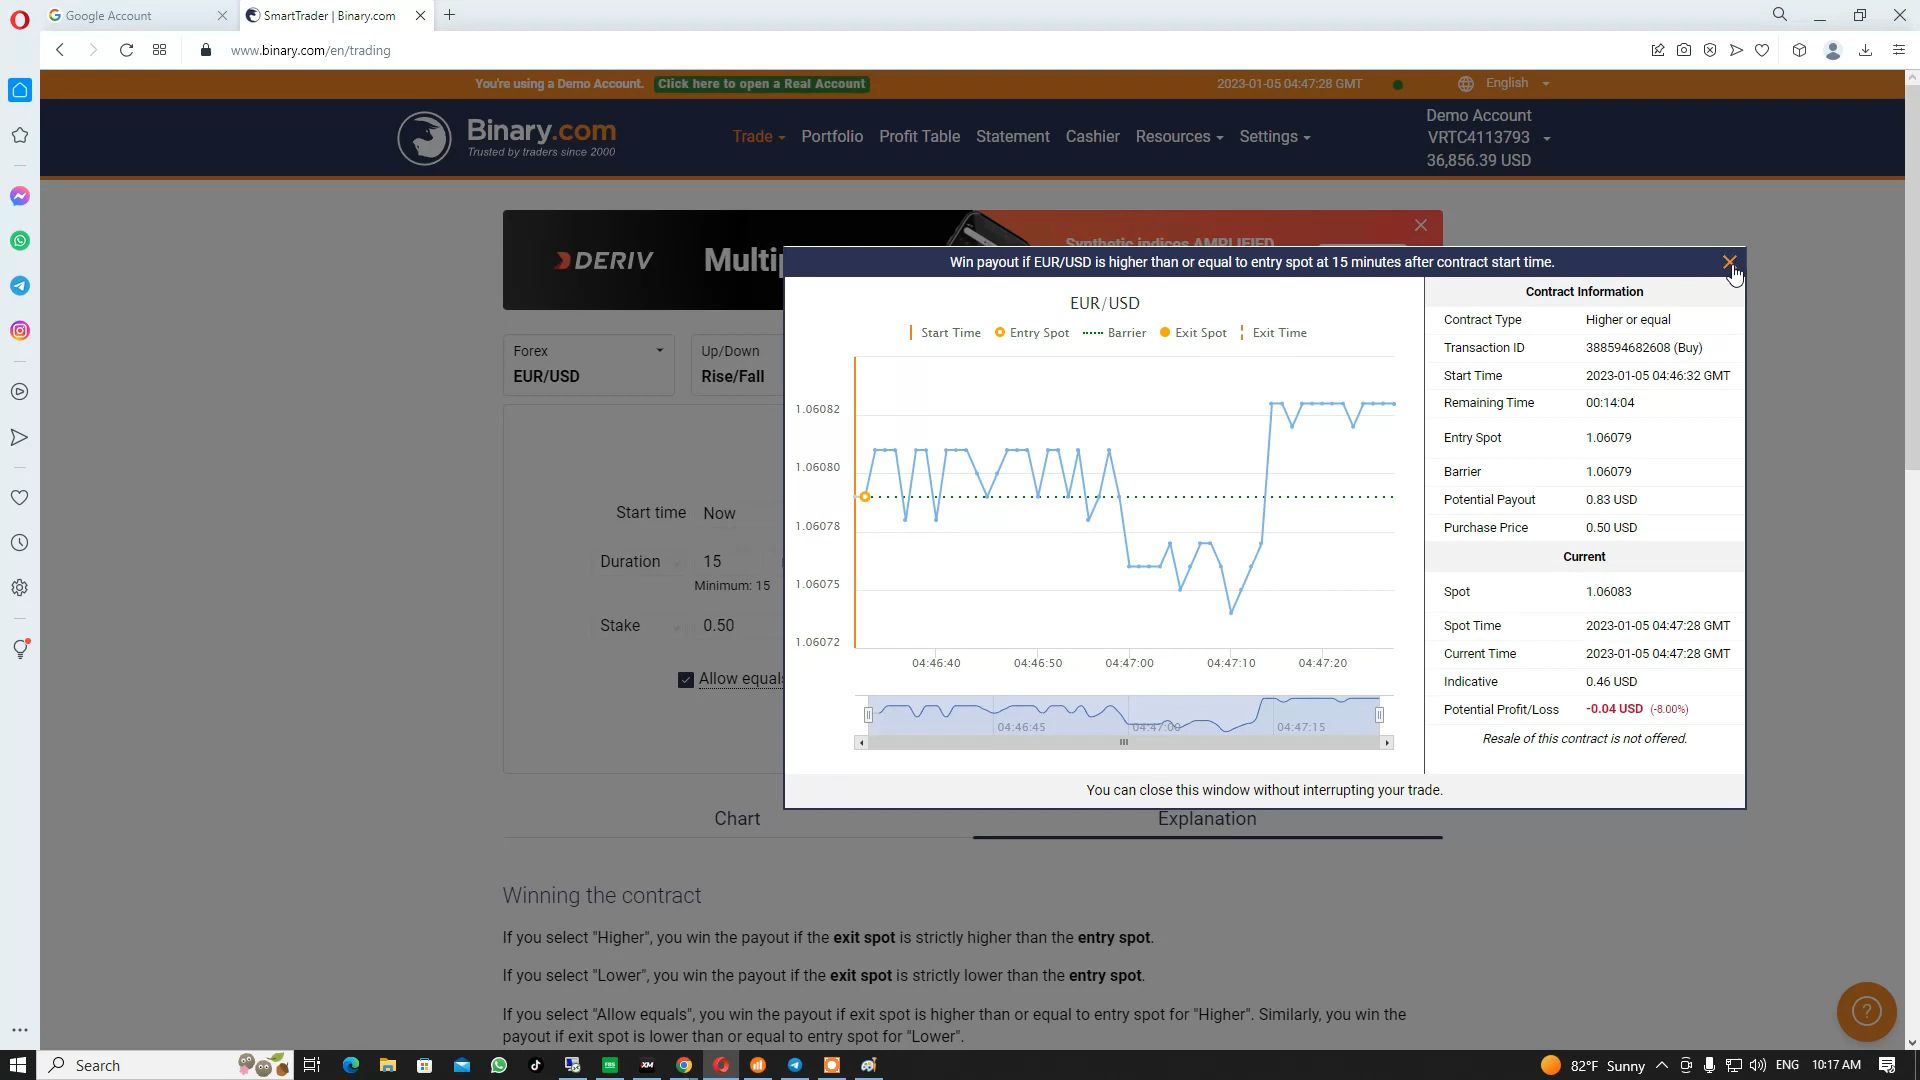 Google Account
SmartTrader | Binary.com
www.binary.com/en/trading
You're using a Demo Account. Click here to open a Real Account
2023-01-05 04:47:28 GMT
English
Binary.com
Trusted by traders since 2000
Trade Portfolio Profit Table Statement Cashier Resources Settings
Demo Account
VRTC4113793
36,856.39 USD
DERIV
Multip
Synthetic indices AMPLIFIED
Forex
EUR/USD
Up/Down
Rise/Fall
Start time Now
Duration 15
Minimum: 15
Stake 0.50
Allow equals
Win payout if EUR/USD is higher than or equal to entry spot at 15 minutes after contract start time.
EUR/USD
Start Time Entry Spot Barrier Exit Spot Exit Time
1.06082
1.06080
1.06078
1.06075
1.06072
04:46:40 04:46:50 04:47:00 04:47:10 04:47:20
04:46:45 04:47:00 04:47:15
Contract Information
Contract Type Higher or equal
Transaction ID 388594682608 (Buy)
Start Time 2023-01-05 04:46:32 GMT
Remaining Time 00:14:04
Entry Spot 1.06079
Barrier 1.06079
Potential Payout 0.83 USD
Purchase Price 0.50 USD
Current
Spot 1.06083
Spot Time 2023-01-05 04:47:28 GMT
Current Time 2023-01-05 04:47:28 GMT
Indicative 0.46 USD
Potential Profit/Loss -0.04 USD (-8.00%)
Resale of this contract is not offered.
You can close this window without interrupting your trade.
Chart
Explanation
Winning the contract
If you select "Higher", you win the payout if the exit spot is strictly higher than the entry spot.
If you select "Lower", you win the payout if the exit spot is strictly lower than the entry spot.
If you select "Allow equals", you win the payout if exit spot is higher than or equal to entry spot for "Higher". Similarly, you win the
payout if exit spot is lower than or equal to entry spot for "Lower".
?
Search
XM
82°F Sunny
ENG
10:17 AM